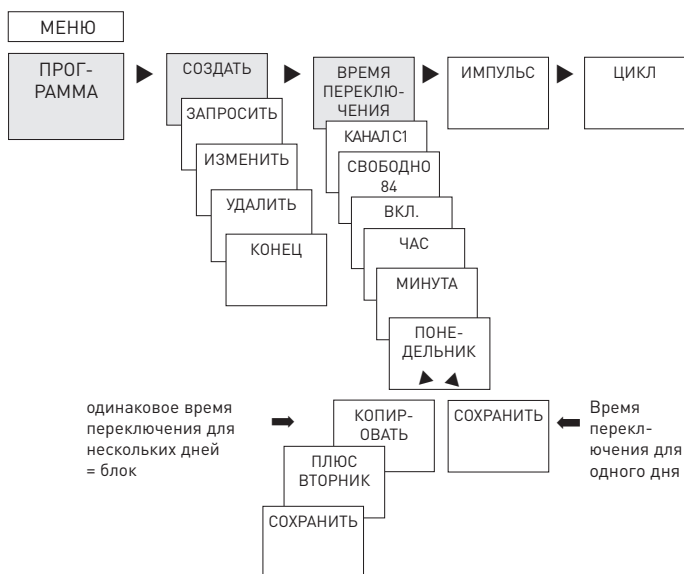 МЕНЮ
ПРОГ-
РАММА
СОЗДАТЬ
ЗАПРОСИТЬ
ИЗМЕНИТЬ
УДАЛИТЬ
КОНЕЦ
ВРЕМЯ
ПЕРЕКЛЮ-
ЧЕНИЯ
КАНАЛ C1
СВОБОДНО
84
ВКЛ.
ЧАС
МИНУТА
ПОНЕ-
ДЕЛЬНИК
ИМПУЛЬС
ЦИКЛ
одинаковое время
переключения для
нескольких дней
= блок
КОПИР-
ОВАТЬ
ПЛЮС
ВТОРНИК
СОХРАНИТЬ
СОХРАНИТЬ
Время
перекл-
ючения для
одного дня